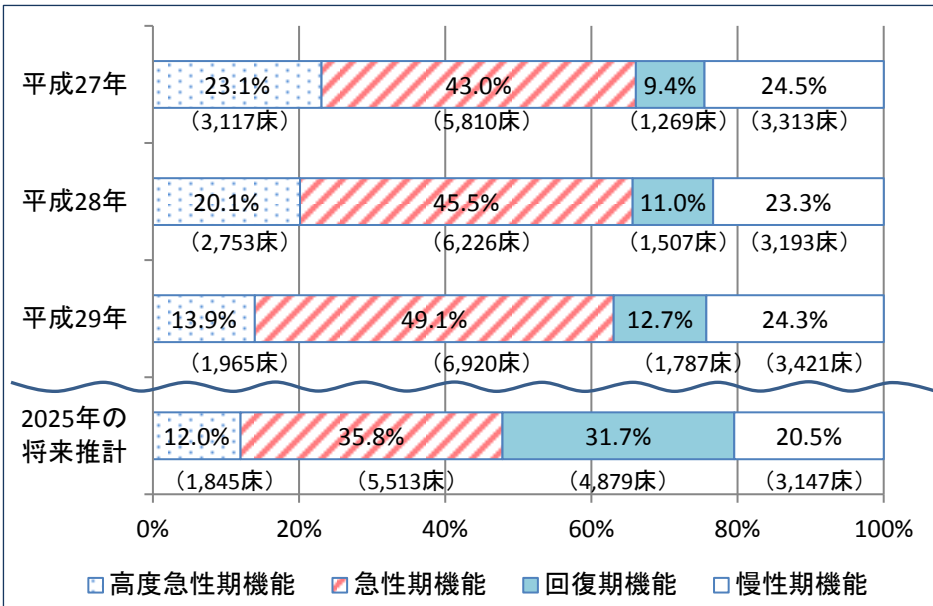 平成27年
23.1%
43.0%
9.4%
24.5%
（3,117床）
（5,810床）
（1,269床）
（3,313床）
平成28年
20.1%
45.5%
11.0%
23.3%
（2,753床）
（6,226床）
（1,507床）
（3,193床）
平成29年
13.9%
49.1%
12.7%
24.3%
（1,965床）
（6,920床）
（1,787床）
（3,421床）
2025年の
将来推計
12.0%
35.8%
31.7%
20.5%
（1,845床）
（5,513床）
（4,879床）
（3,147床）
0%
20%
40%
60%
80%
100%
高度急性期機能
急性期機能
回復期機能
慢性期機能